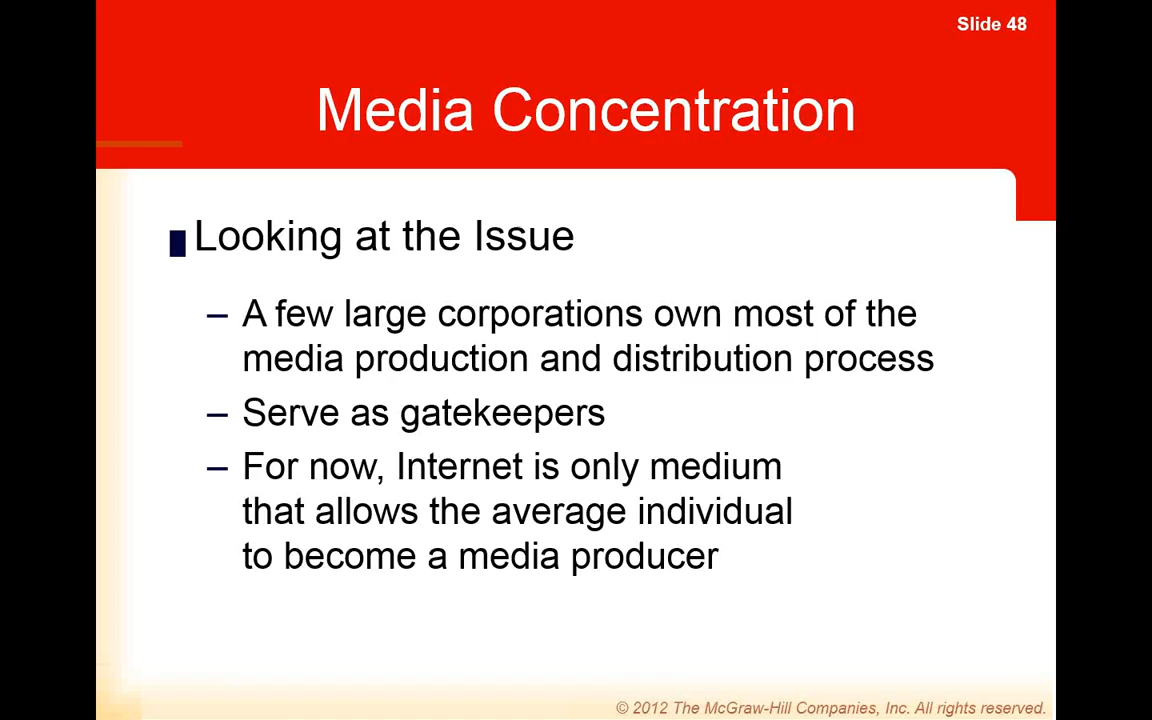 Slide 48
Media Concentration
Looking at the Issue
– A few large corporations own most of the
media production and distribution process
– Serve as gatekeepers
– For now, Internet is only medium
that allows the average individual
to become a media producer
© 2012 The McGraw-Hill Companies, Inc. All rights reserved.